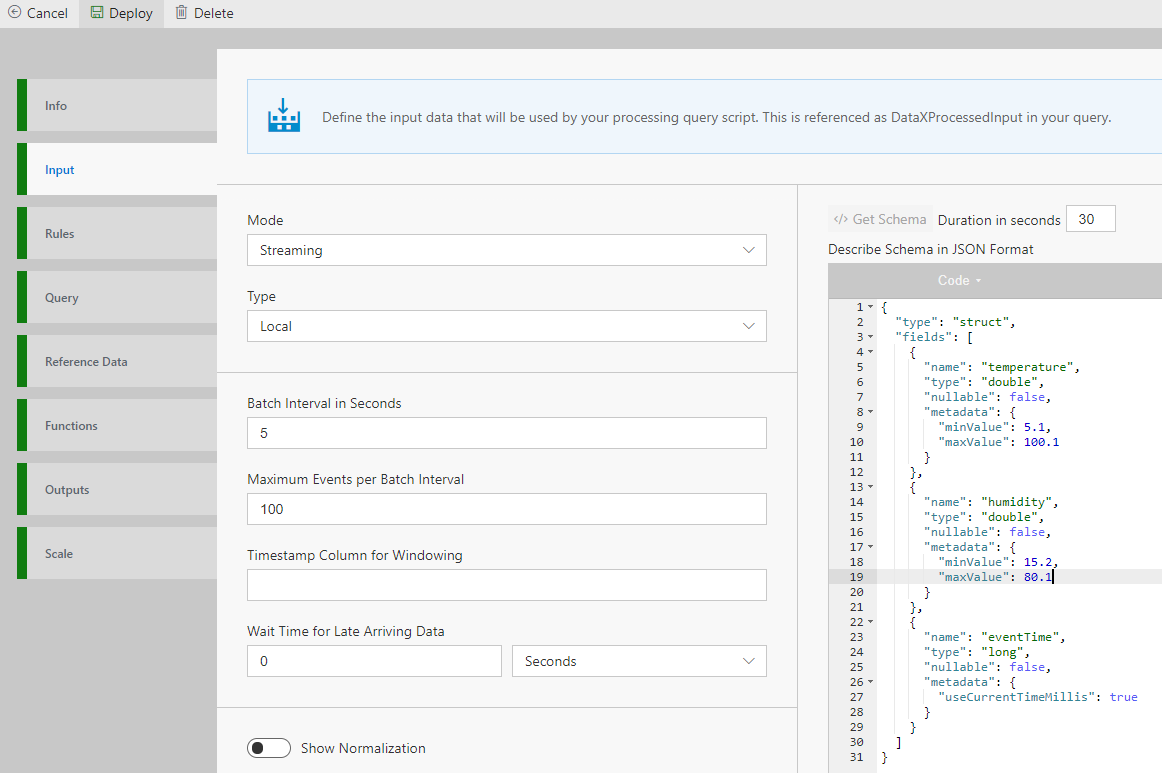 Cancel Deploy Delete
Info
Input
Rules
Query
Reference Data
Functions
Outputs
Scale
Define the input data that will be used by your processing query script. This is referenced as DataXProcessedInput in your query.
Mode
Streaming
Type
Local
Batch Interval in Seconds
5
Maximum Events per Batch Interval
100
Timestamp Column for Windowing
Wait Time for Late Arriving Data
0 Seconds
Show Normalization
</> Get Schema Duration in seconds 30
Describe Schema in JSON Format
Code
1 {
2 "type": "struct",
3 "fields": [
4 {
5 "name": "temperature",
6 "type": "double",
7 "nullable": false,
8 "metadata": {
9 "minValue": 5.1,
10 "maxValue": 100.1
11 }
12 },
13 {
14 "name": "humidity",
15 "type": "double",
16 "nullable": false,
17 "metadata": {
18 "minValue": 15.2,
19 "maxValue": 80.1
20 }
21 },
22 {
23 "name": "eventTime",
24 "type": "long",
25 "nullable": false,
26 "metadata": {
27 "useCurrentTimeMillis": true
28 }
29 }
30 ]
31 }